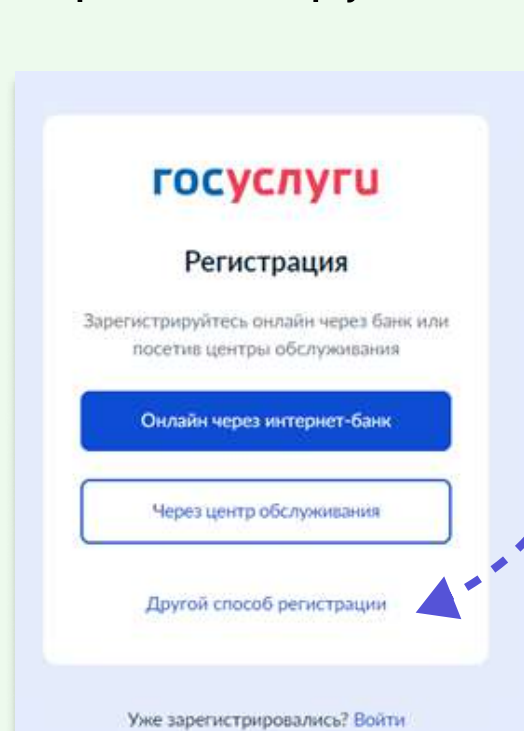 госуслуги
Регистрация
Зарегистрируйтесь онлайн через банк или
посетив центры обслуживания
Онлайн через интернет-банк
Через центр обслуживания
Другой способ регистрации
Уже зарегистрировались? Войти